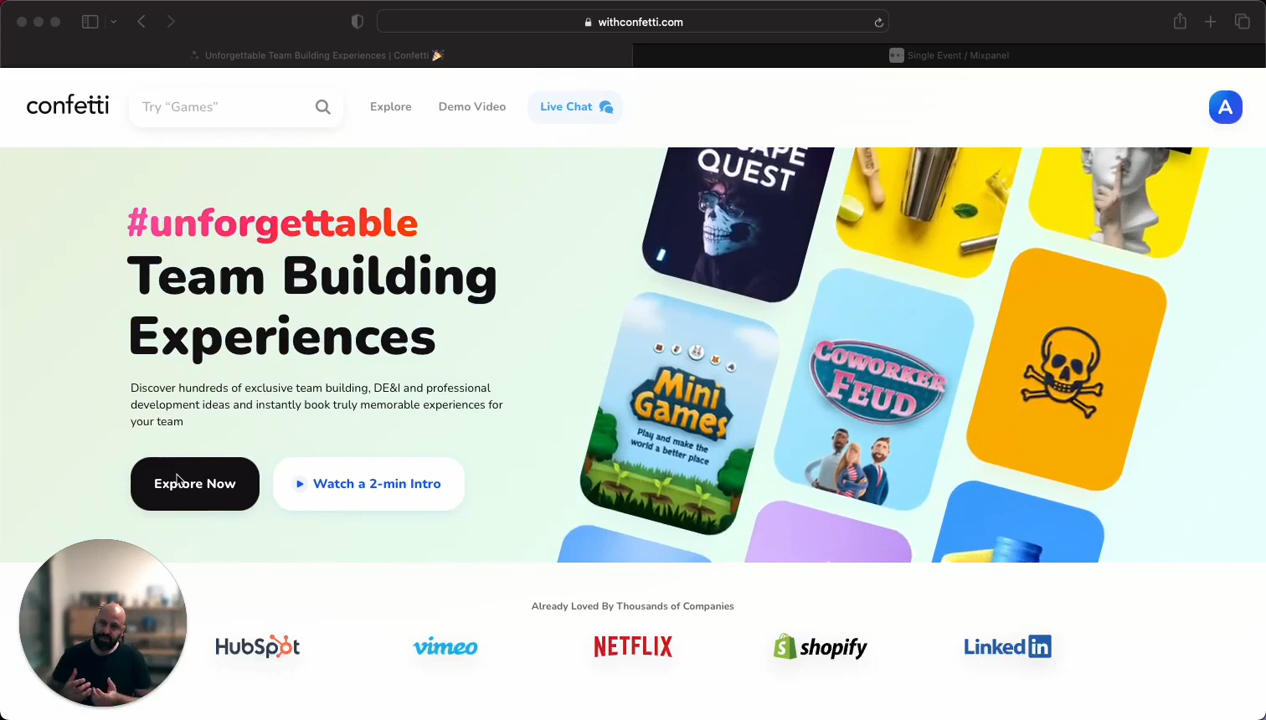 withconfetti.com
Unforgettable Team Building Experiences | Confetti 🎉
Single Event / Mixpanel
confetti
Try “Games”
Explore
Demo Video
Live Chat
A
#unforgettable
Team Building
Experiences
Discover hundreds of exclusive team building, DE&I and professional
development ideas and instantly book truly memorable experiences for
your team
Explore Now
Watch a 2-min Intro
QUEST
Mini
Games
Play and make the
world a better place
COWORKER
FEUD
Already Loved By Thousands of Companies
HubSpot
vimeo
NETFLIX
shopify
Linked in